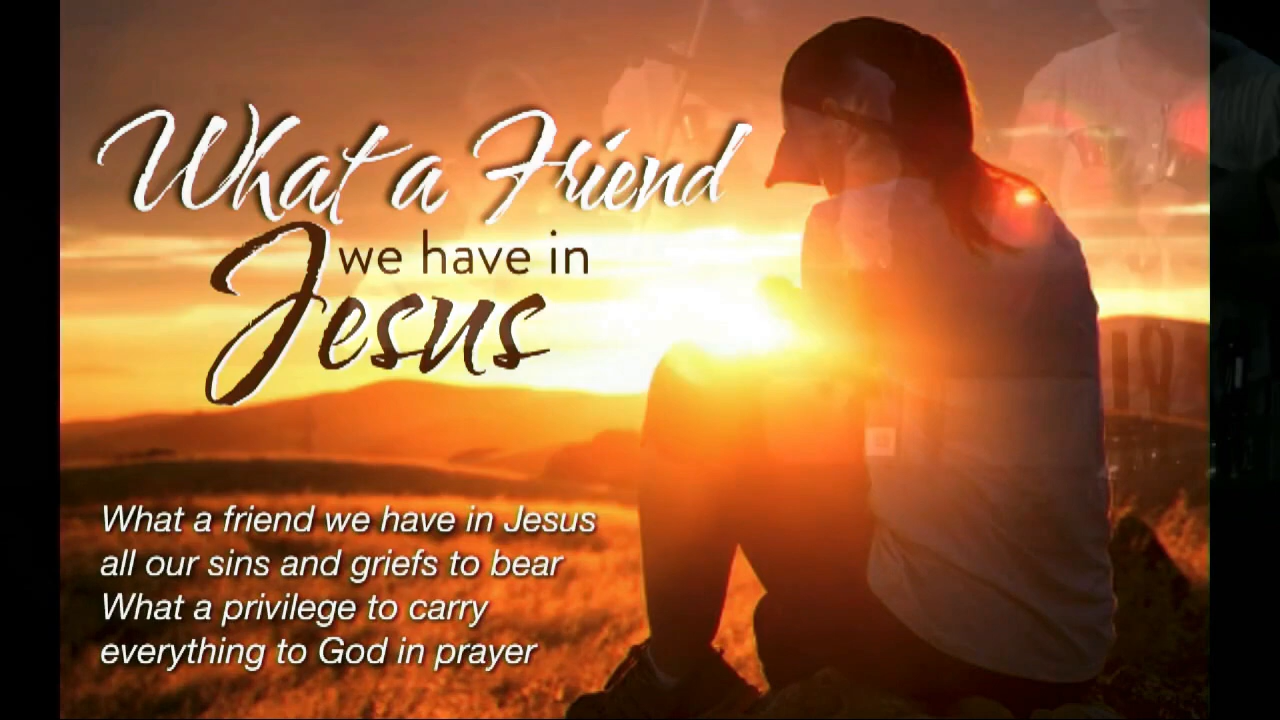 What a Friend
we have in
Jesus
What a friend we have in Jesus
all our sins and griefs to bear
What a privilege to carry
everything to God in prayer